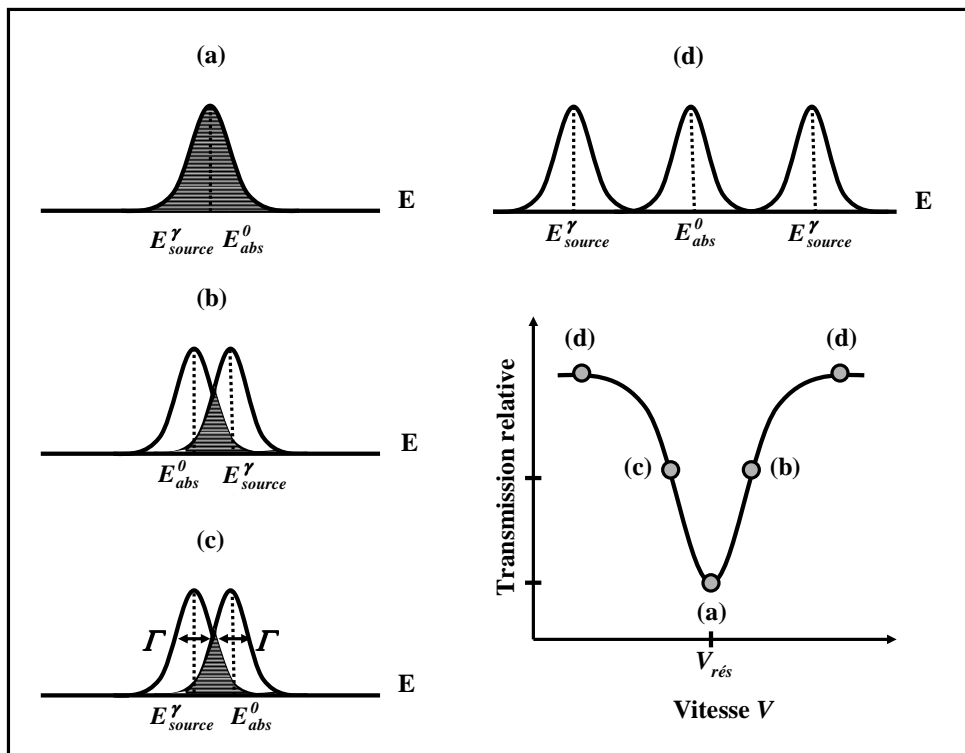 (a)
E
E^γ_source E^0_abs
(b)
E
E^0_abs E^γ_source
(c)
Γ Γ
E
E^γ_source E^0_abs
(d)
E
E^γ_source E^0_abs E^γ_source
(d) (d)
(c) (b)
(a)
Transmission relative
V_rés
Vitesse V